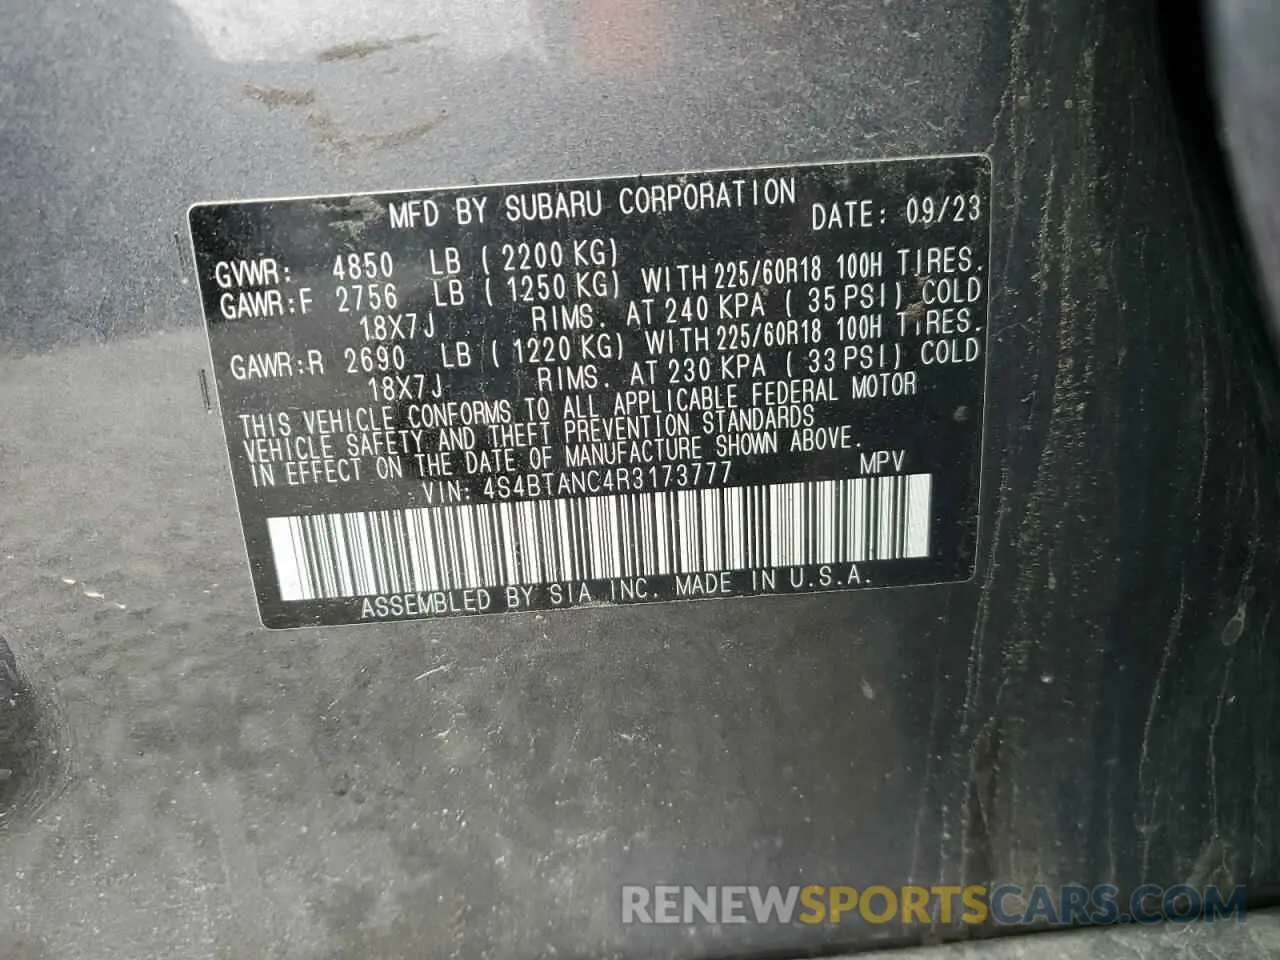 MFD BY SUBARU CORPORATION DATE: 09/23
GVWR: 4850 LB ( 2200 KG)
GAWR:F 2756 LB ( 1250 KG) WITH 225/60R18 100H TIRES.
18X7J RIMS. AT 240 KPA ( 35 PSI) COLD
GAWR:R 2690 LB ( 1220 KG) WITH 225/60R18 100H TIRES.
18X7J RIMS. AT 230 KPA ( 33 PSI) COLD
THIS VEHICLE CONFORMS TO ALL APPLICABLE FEDERAL MOTOR
VEHICLE SAFETY AND THEFT PREVENTION STANDARDS
IN EFFECT ON THE DATE OF MANUFACTURE SHOWN ABOVE.
VIN: 4S4BTANC4R3173777 MPV
ASSEMBLED BY SIA INC. MADE IN U.S.A.
RENEWSPORTSCARS.COM